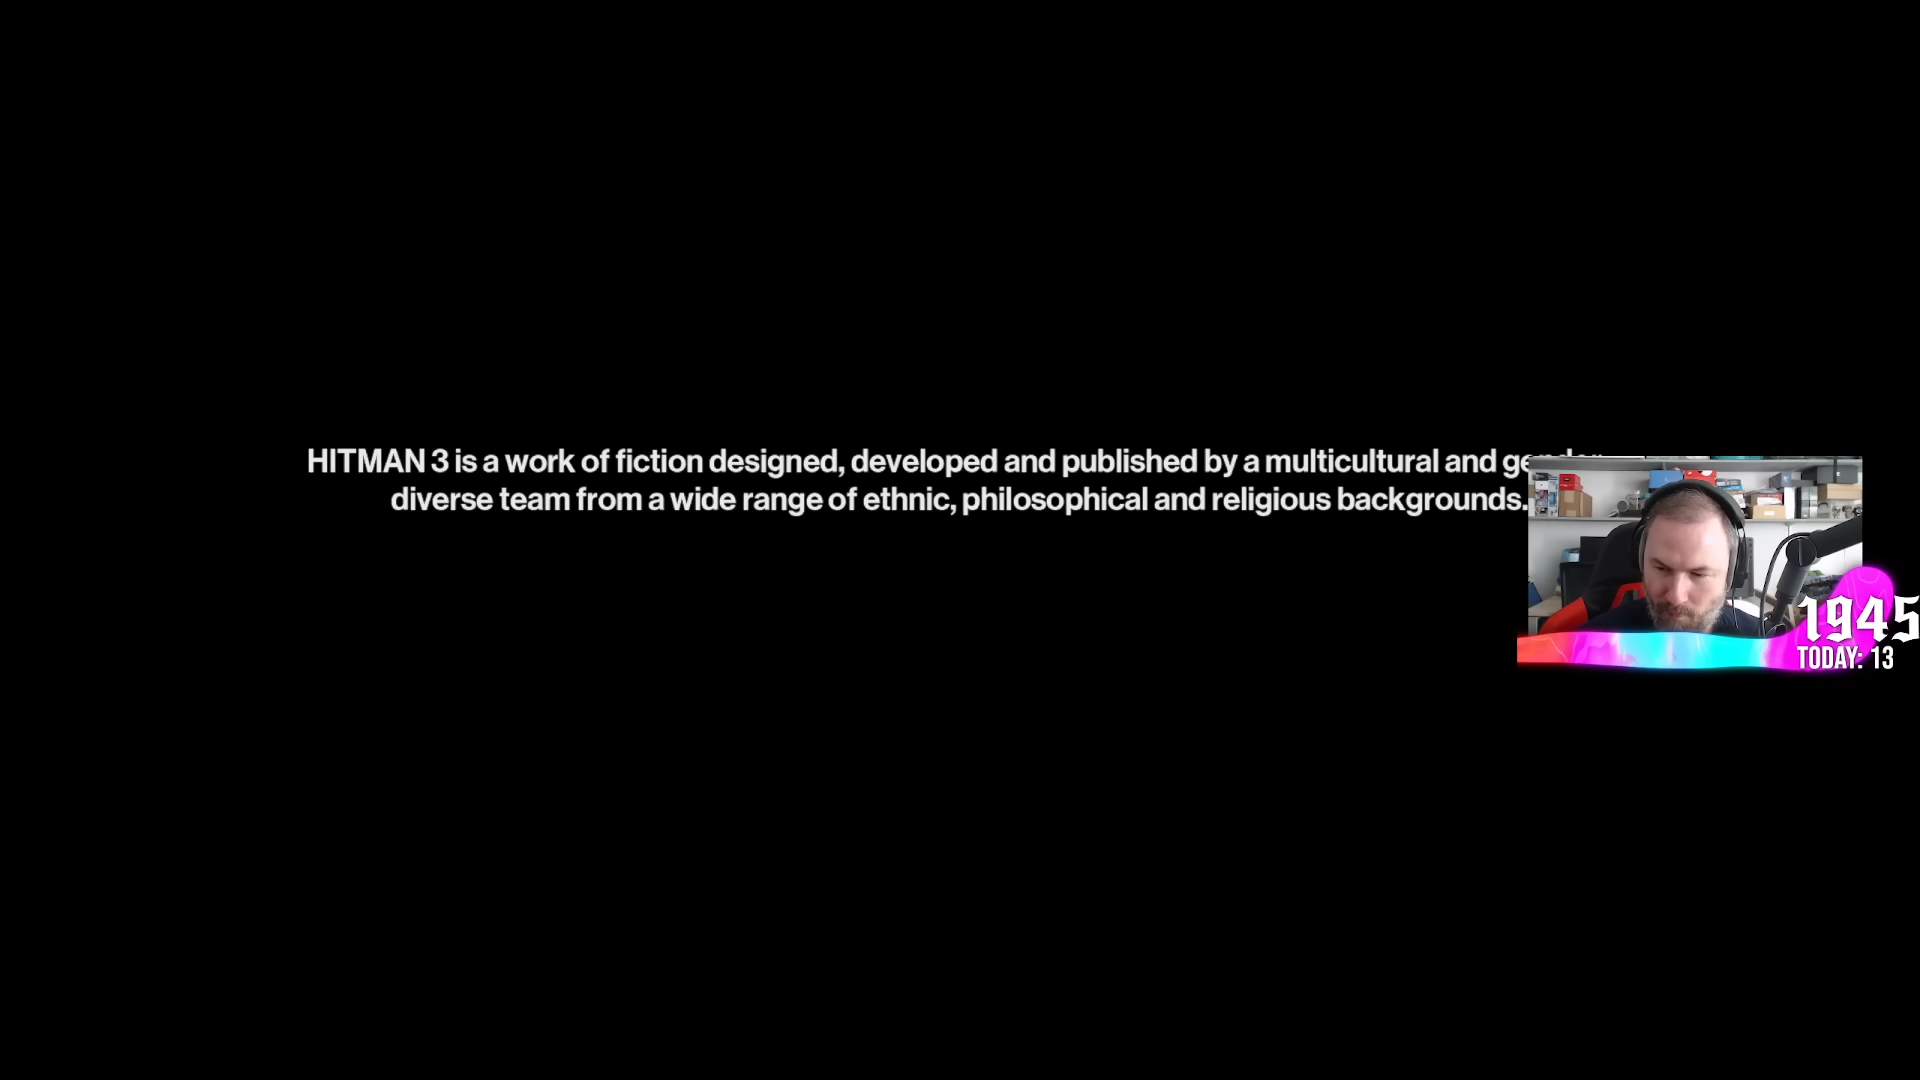 HITMAN 3 is a work of fiction designed, developed and published by a multicultural and gender
diverse team from a wide range of ethnic, philosophical and religious backgrounds.
1945
TODAY: 13